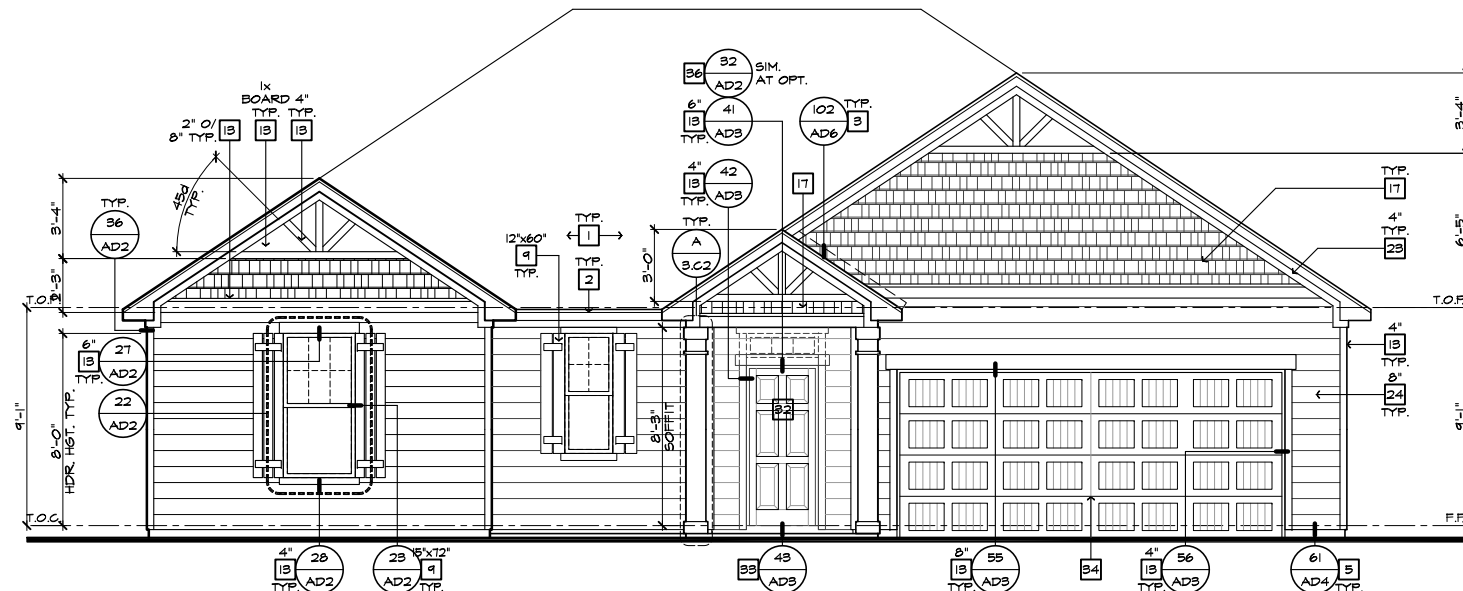 32
36
AD2
SIM.
AT OPT.
1x
BOARD 4"
TYP. TYP.
13 13
2" O/
8" TYP.
13
6"
13
TYP.
41
AD3
102
AD6
TYP.
3
3'-4"
45d
TYP.
4"
13
TYP.
42
AD3
17
TYP.
17
TYP.
36
AD2
3'-4"
TYP.
1
TYP.
A
3.C2
4"
23
TYP.
6'-5"
12"x60"
9
TYP.
TYP.
2
3'-0"
2'-3"
T.O.P.
T.O.P.
6"
13
TYP.
27
AD2
4"
13
TYP.
22
AD2
8"
24
TYP.
9'-1"
8'-0"
HDR. HGT. TYP.
8'-3"
SOFFIT
32
9'-1"
T.O.C.
F.F.
4"
13
TYP.
28
AD2
23
AD2
15"x72"
9
TYP.
33
43
AD3
8"
13
TYP.
55
AD3
34
4"
13
TYP.
56
AD3
61
AD4
5
TYP.